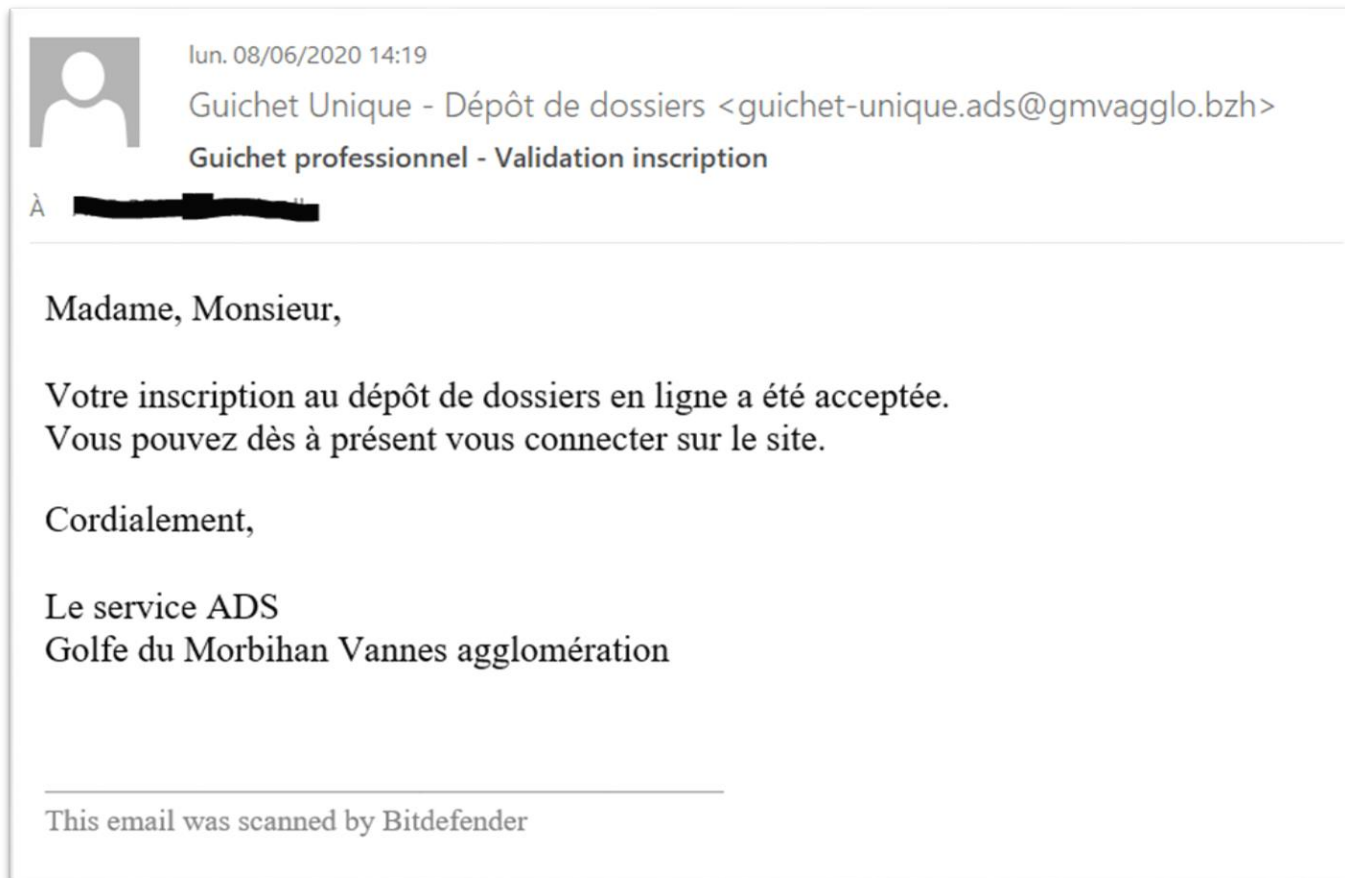 lun. 08/06/2020 14:19
Guichet Unique - Dépôt de dossiers <guichet-unique.ads@gmvagglo.bzh>
Guichet professionnel - Validation inscription
À
Madame, Monsieur,
Votre inscription au dépôt de dossiers en ligne a été acceptée.
Vous pouvez dès à présent vous connecter sur le site.
Cordialement,
Le service ADS
Golfe du Morbihan Vannes agglomération
This email was scanned by Bitdefender